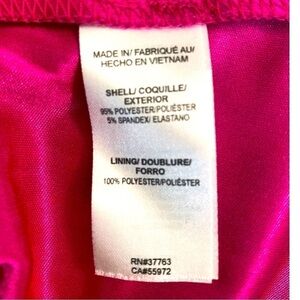 MADE IN/ FABRIQUÉ AU/
HECHO EN VIETNAM
SHELL/ COQUILLE/
EXTERIOR
95% POLYESTER/POLIÉSTER
5% SPANDEX/ ELASTANO
LINING/ DOUBLURE/
FORRO
100% POLYESTER/POLIÉSTER
RN#37763
CA#55972